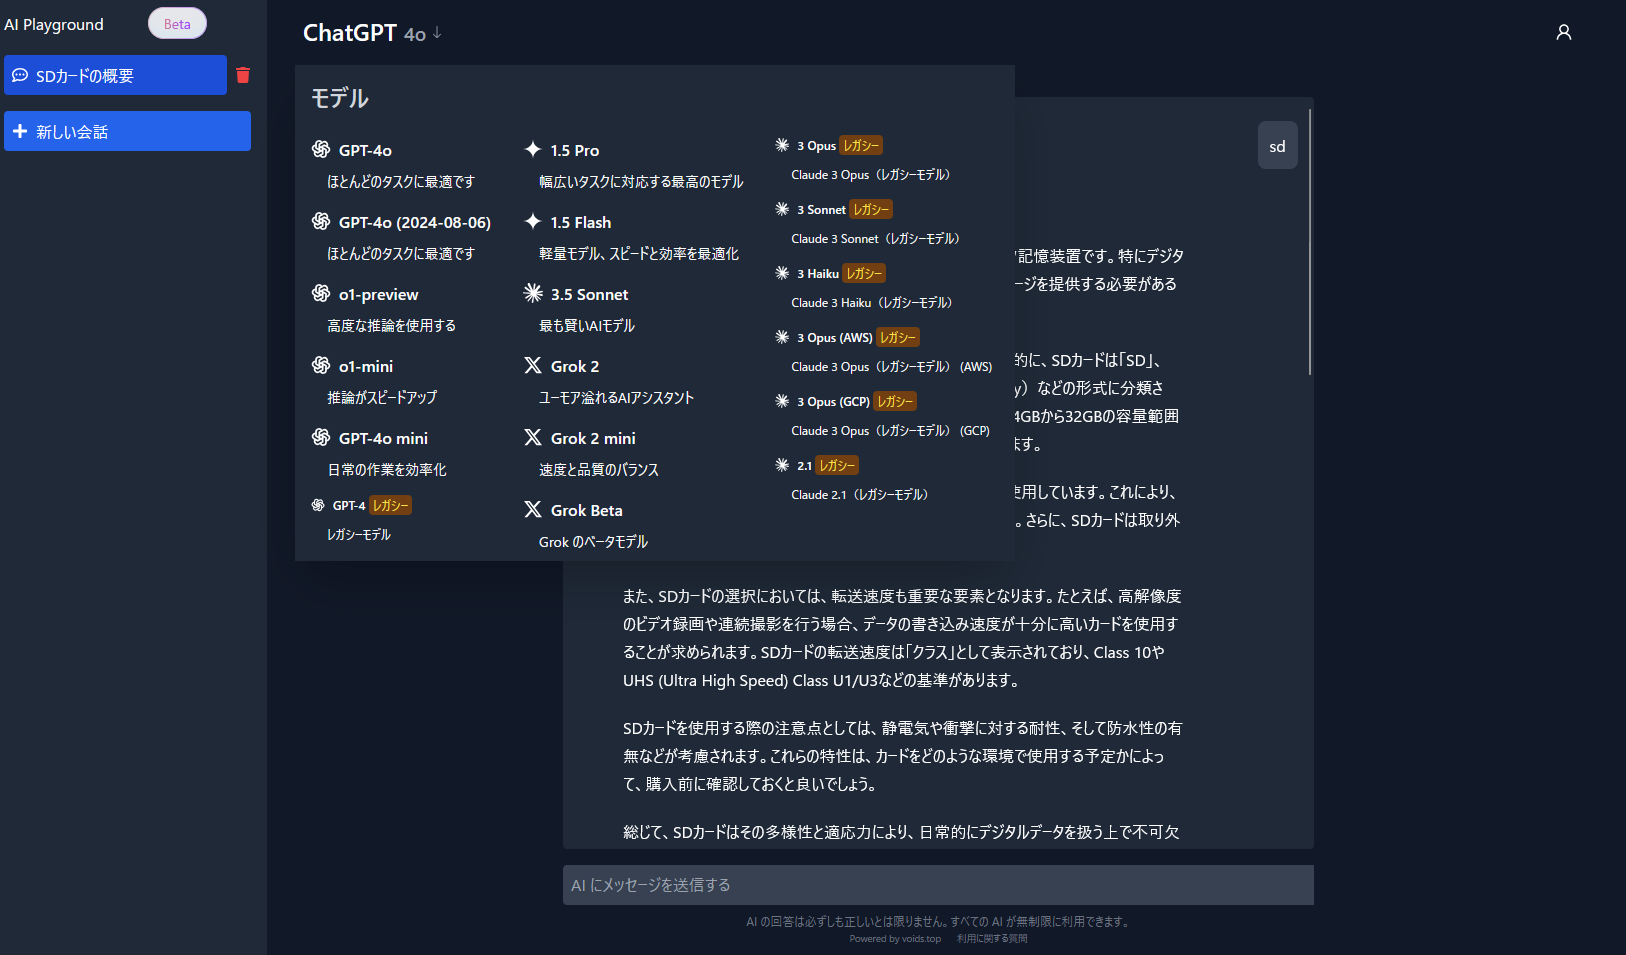 AI Playground
Beta
SDカードの概要
新しい会話
ChatGPT 4o ↓
モデル
GPT-4o
ほとんどのタスクに最適です
GPT-4o (2024-08-06)
ほとんどのタスクに最適です
o1-preview
高度な推論を使用する
o1-mini
推論がスピードアップ
GPT-4o mini
日常の作業を効率化
GPT-4 レガシー
レガシーモデル
1.5 Pro
幅広いタスクに対応する最高のモデル
1.5 Flash
軽量モデル、スピードと効率を最適化
3.5 Sonnet
最も賢いAIモデル
Grok 2
ユーモア溢れるAIアシスタント
Grok 2 mini
速度と品質のバランス
Grok Beta
Grok のベータモデル
3 Opus レガシー
Claude 3 Opus（レガシーモデル）
3 Sonnet レガシー
Claude 3 Sonnet（レガシーモデル）
3 Haiku レガシー
Claude 3 Haiku（レガシーモデル）
3 Opus (AWS) レガシー
Claude 3 Opus（レガシーモデル） (AWS)
3 Opus (GCP) レガシー
Claude 3 Opus（レガシーモデル） (GCP)
2.1 レガシー
Claude 2.1（レガシーモデル）
sd
記憶装置です。特にデジタ
ージを提供する必要がある
的に、SDカードは「SD」、
y）などの形式に分類さ
4GBから32GBの容量範囲
ます。
使用しています。これにより、
。さらに、SDカードは取り外
また、SDカードの選択においては、転送速度も重要な要素となります。たとえば、高解像度
のビデオ録画や連続撮影を行う場合、データの書き込み速度が十分に高いカードを使用す
ることが求められます。SDカードの転送速度は「クラス」として表示されており、Class 10や
UHS (Ultra High Speed) Class U1/U3などの基準があります。
SDカードを使用する際の注意点としては、静電気や衝撃に対する耐性、そして防水性の有
無などが考慮されます。これらの特性は、カードをどのような環境で使用する予定かによっ
て、購入前に確認しておくと良いでしょう。
総じて、SDカードはその多様性と適応力により、日常的にデジタルデータを扱う上で不可欠
AI にメッセージを送信する
AI の回答は必ずしも正しいとは限りません。すべての AI が無制限に利用できます。
Powered by voids.top 利用に関する質問